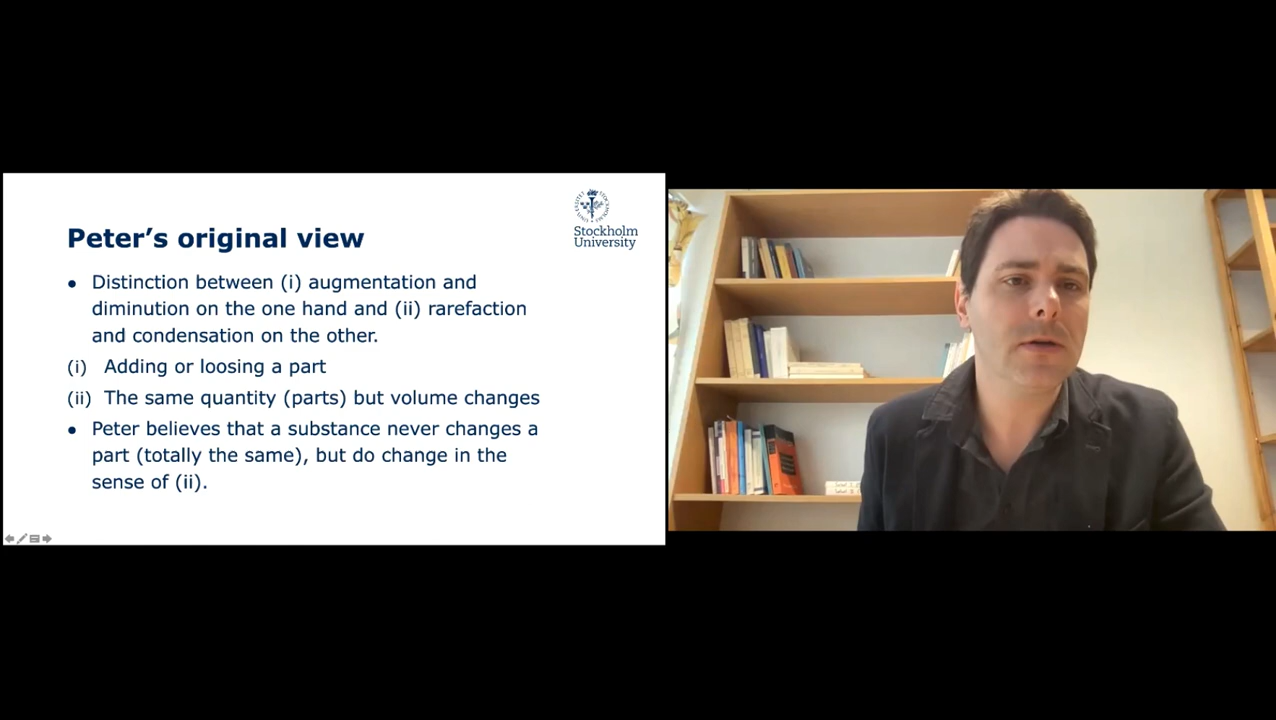 Stockholm
University
Peter's original view
• Distinction between (i) augmentation and
diminution on the one hand and (ii) rarefaction
and condensation on the other.
(i) Adding or loosing a part
(ii) The same quantity (parts) but volume changes
• Peter believes that a substance never changes a
part (totally the same), but do change in the
sense of (ii).